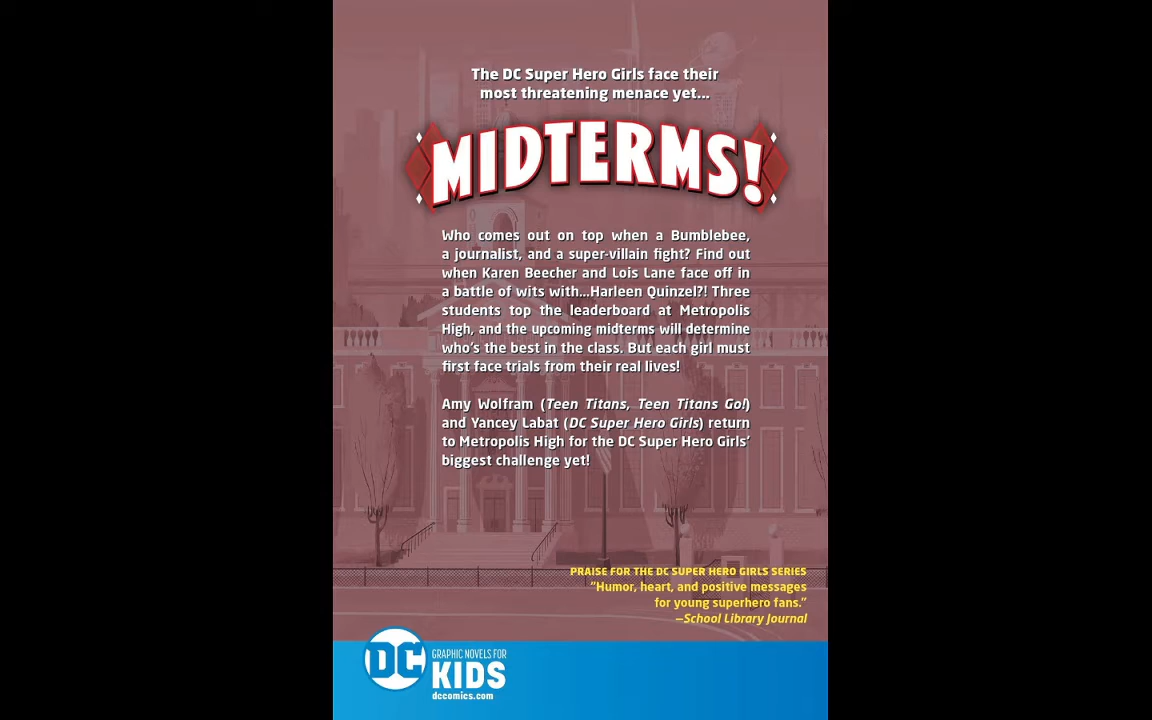 The DC Super Hero Girls face their
most threatening menace yet...
MIDTERMS!
Who comes out on top when a Bumblebee,
a journalist, and a super-villain fight? Find out
when Karen Beecher and Lois Lane face off in
a battle of wits with...Harleen Quinzel?! Three
students top the leaderboard at Metropolis
High, and the upcoming midterms will determine
who's the best in the class. But each girl must
first face trials from their real lives!
Amy Wolfram (Teen Titans, Teen Titans Go!)
and Yancey Labat (DC Super Hero Girls) return
to Metropolis High for the DC Super Hero Girls'
biggest challenge yet!
PRAISE FOR THE DC SUPER HERO GIRLS SERIES
"Humor, heart, and positive messages
for young superhero fans."
—School Library Journal
DC
GRAPHIC NOVELS FOR
KIDS
dccomics.com